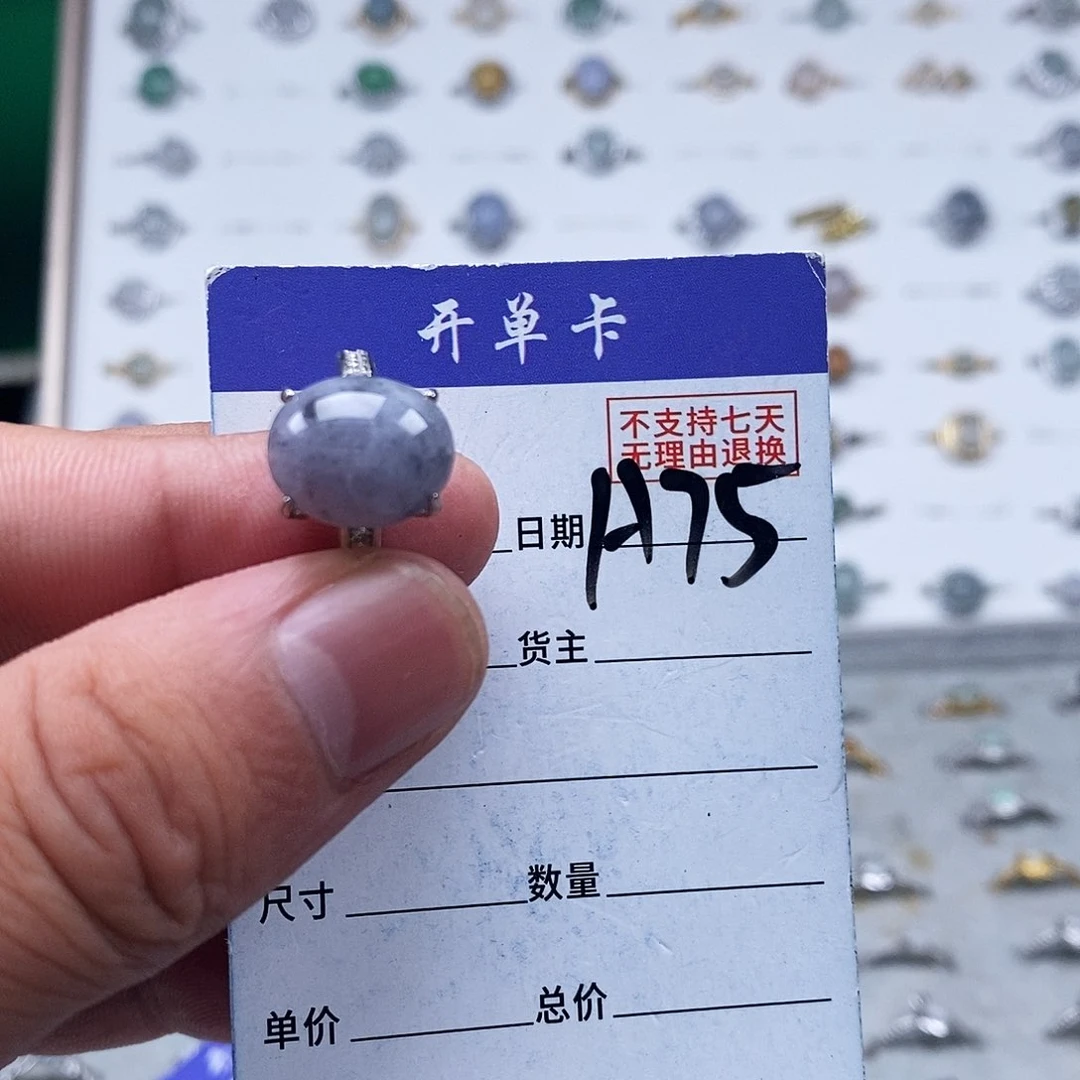 开单卡
不支持七天
无理由退换
日期 A75
货主
尺寸 数量
单价 总价